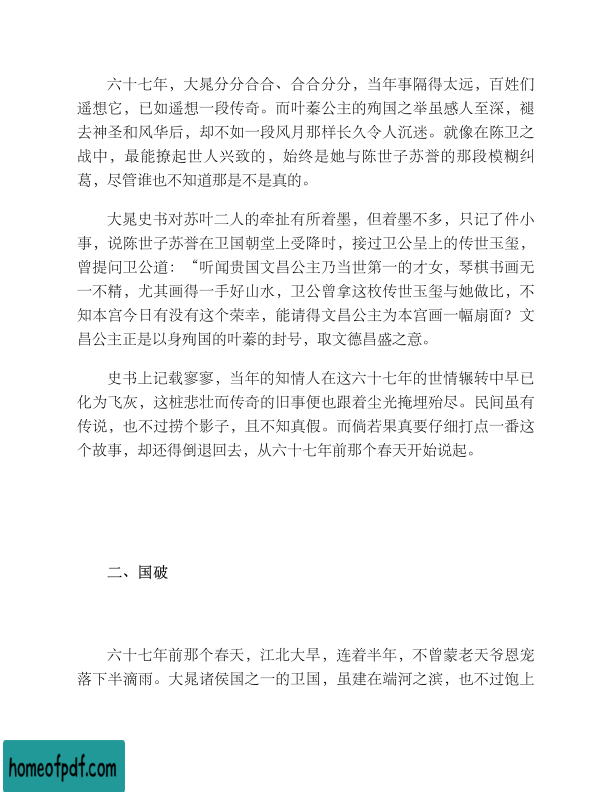 六十七年，大晁分分合合、合合分分，当年事隔得太远，百姓们
遥想它，已如遥想一段传奇。而叶蓁公主的殉国之举虽感人至深，褪
去神圣和风华后，却不如一段风月那样长久令人沉迷。就像在陈卫之
战中，最能撩起世人兴致的，始终是她与陈世子苏誉的那段模糊纠
葛，尽管谁也不知道那是不是真的。
大晁史书对苏叶二人的牵扯有所着墨，但着墨不多，只记了件小
事，说陈世子苏誉在卫国朝堂上受降时，接过卫公呈上的传世玉玺，
曾提问卫公道：“听闻贵国文昌公主乃当世第一的才女，琴棋书画无
一不精，尤其画得一手好山水，卫公曾拿这枚传世玉玺与她做比，不
知本宫今日有没有这个荣幸，能请得文昌公主为本宫画一幅扇面？文
昌公主正是以身殉国的叶蓁的封号，取文德昌盛之意。
史书上记载寥寥，当年的知情人在这六十七年的世情辗转中早已
化为飞灰，这桩悲壮而传奇的旧事便也跟着尘光掩埋殆尽。民间虽有
传说，也不过捞个影子，且不知真假。而倘若果真要仔细打点一番这
个故事，却还得倒退回去，从六十七年前那个春天开始说起。
二、国破
六十七年前那个春天，江北大旱，连着半年，不曾蒙老天爷恩宠
落下半滴雨。大晁诸侯国之一的卫国，虽建在端河之滨，也不过饱上
homeofpdf.com